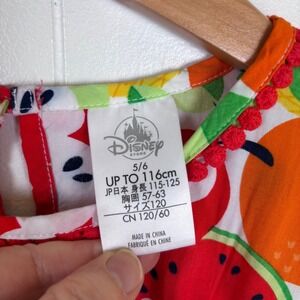 Disney
STORE
5/6
UP TO 116cm
JP日本 身長 115-125
胸囲 57-63
サイズ120
CN 120/60
MADE IN CHINA
FABRIQUÉ EN CHINE